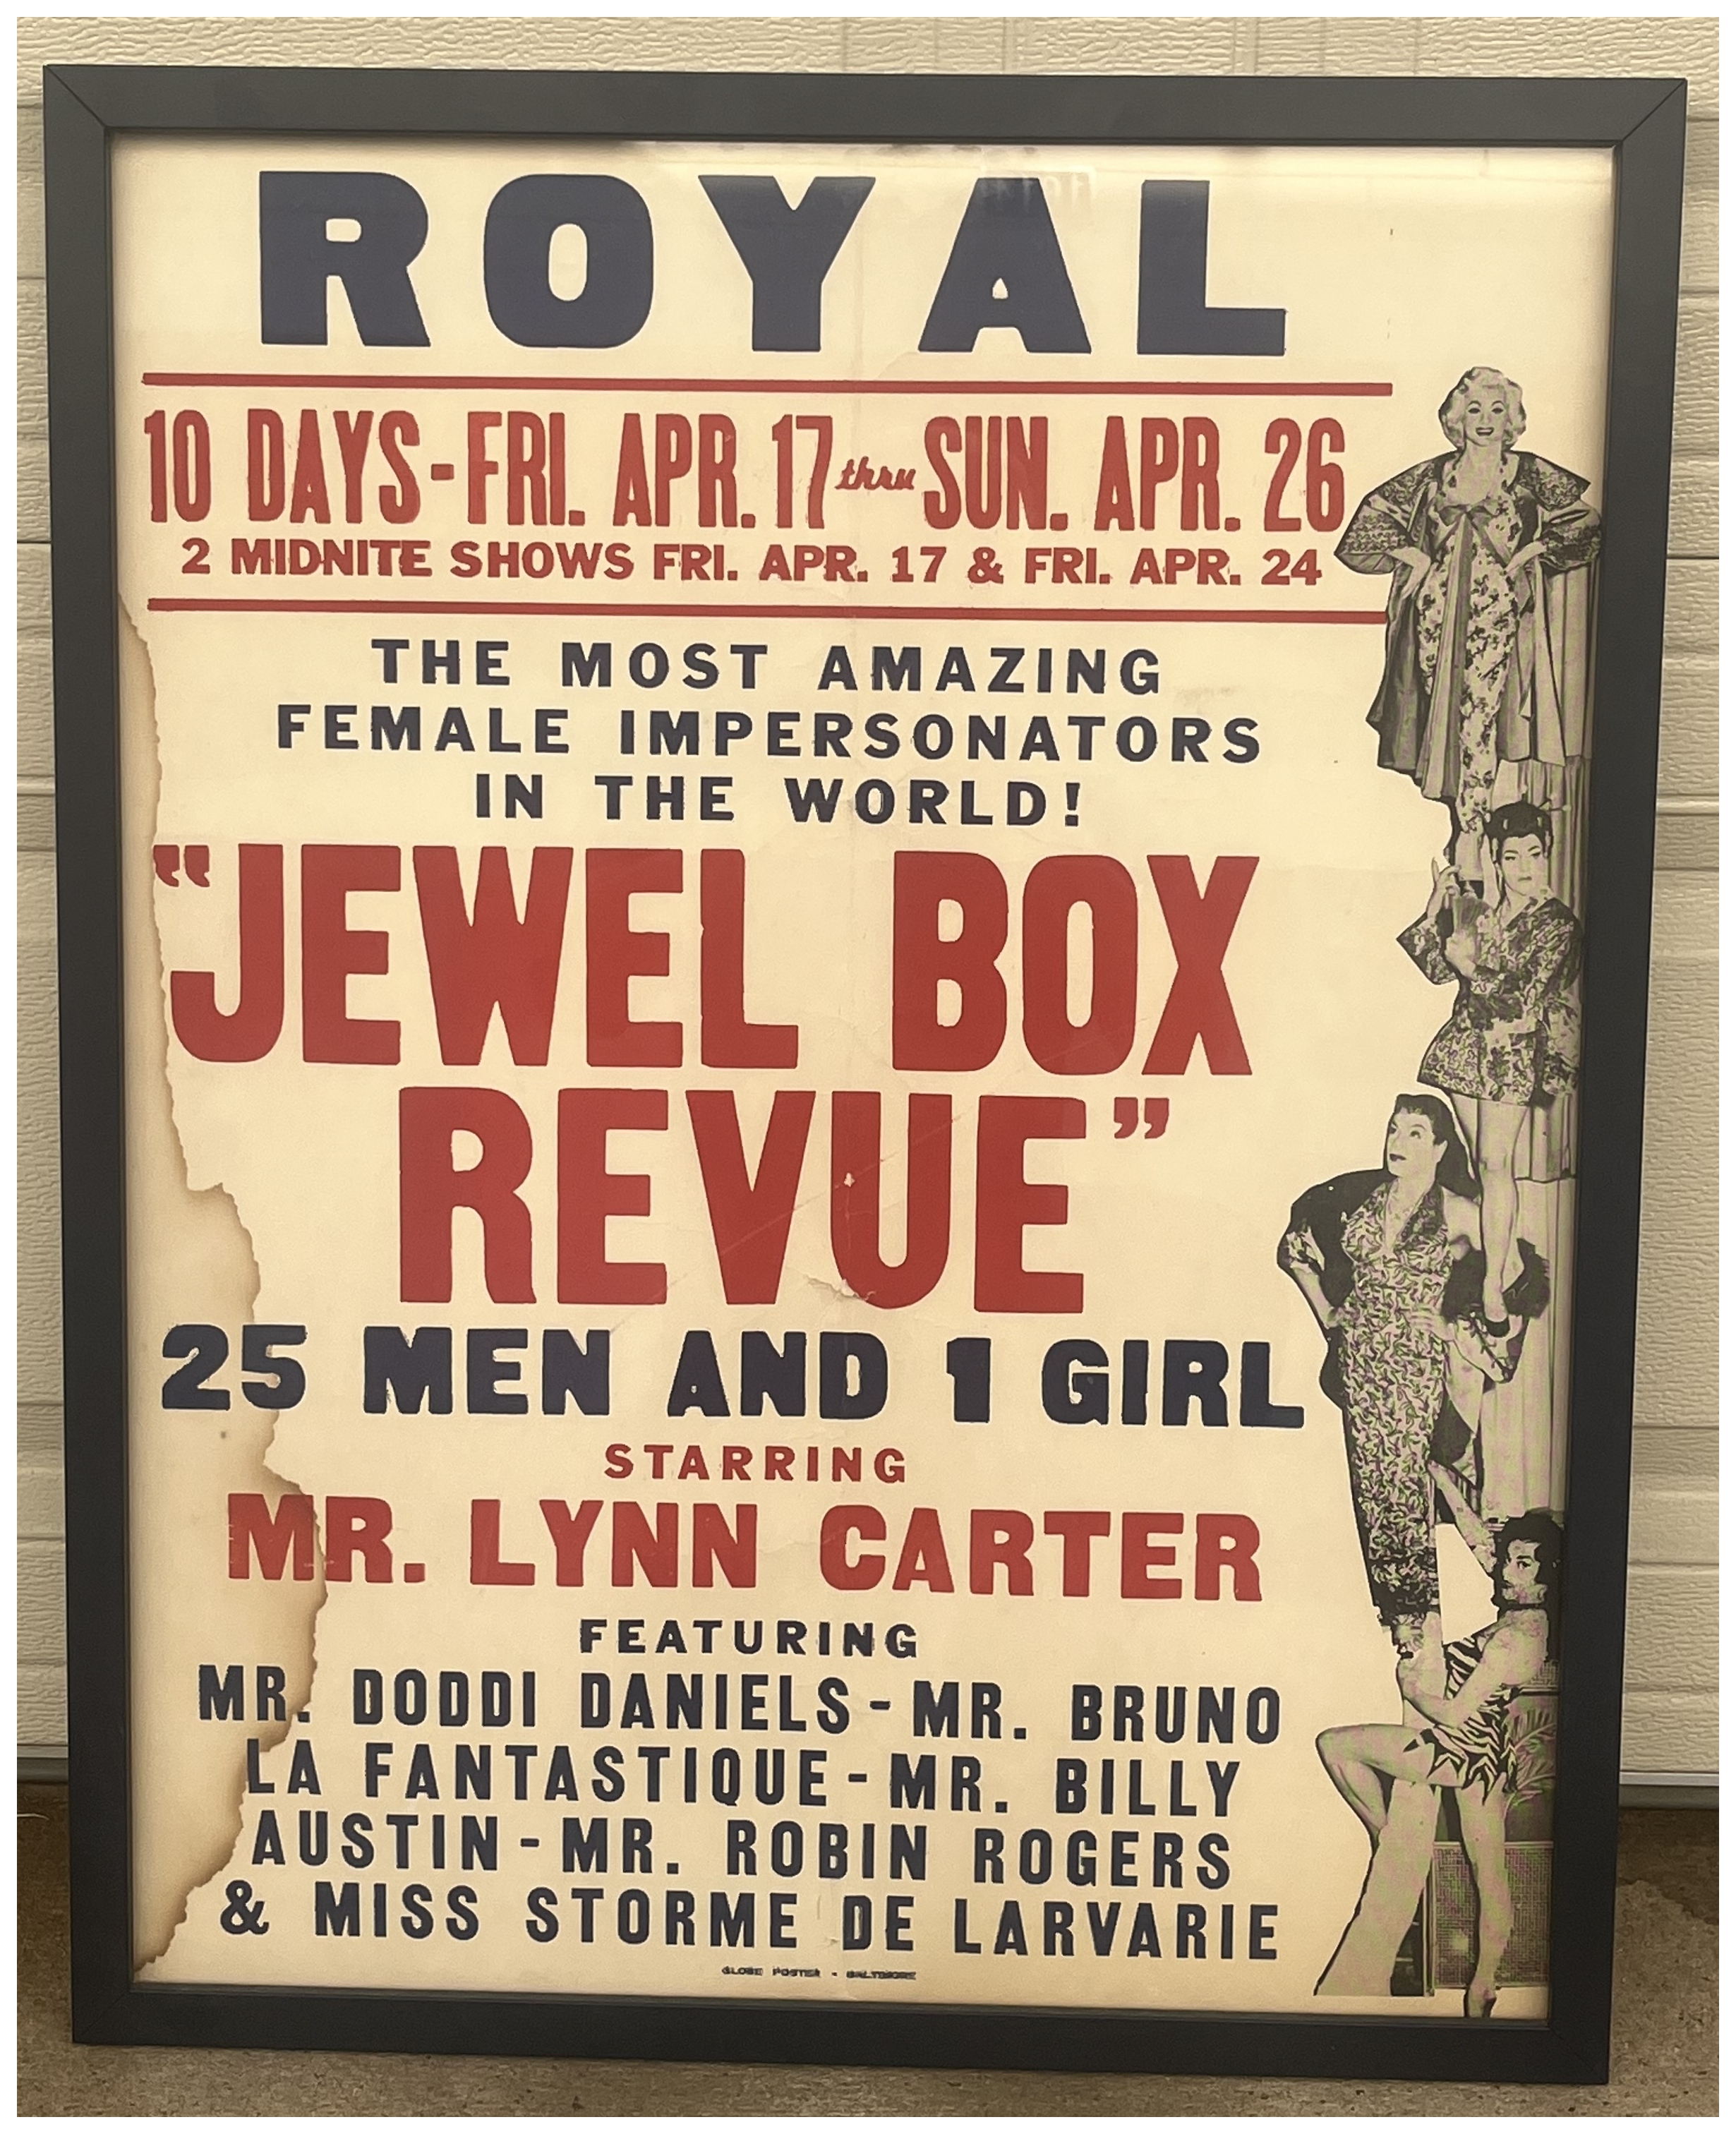 ROYAL
10 DAYS-FRI. APR. 17 thru SUN. APR. 26
2 MIDNITE SHOWS FRI. APR. 17 & FRI. APR. 24
THE MOST AMAZING
FEMALE IMPERSONATORS
IN THE WORLD!
"JEWEL BOX
REVUE"
25 MEN AND 1 GIRL
STARRING
MR. LYNN CARTER
FEATURING
MR. DODDI DANIELS-MR. BRUNO
LA FANTASTIQUE-MR. BILLY
AUSTIN-MR. ROBIN ROGERS
& MISS STORME DE LARVARIE
GLOBE POSTER - BALTIMORE